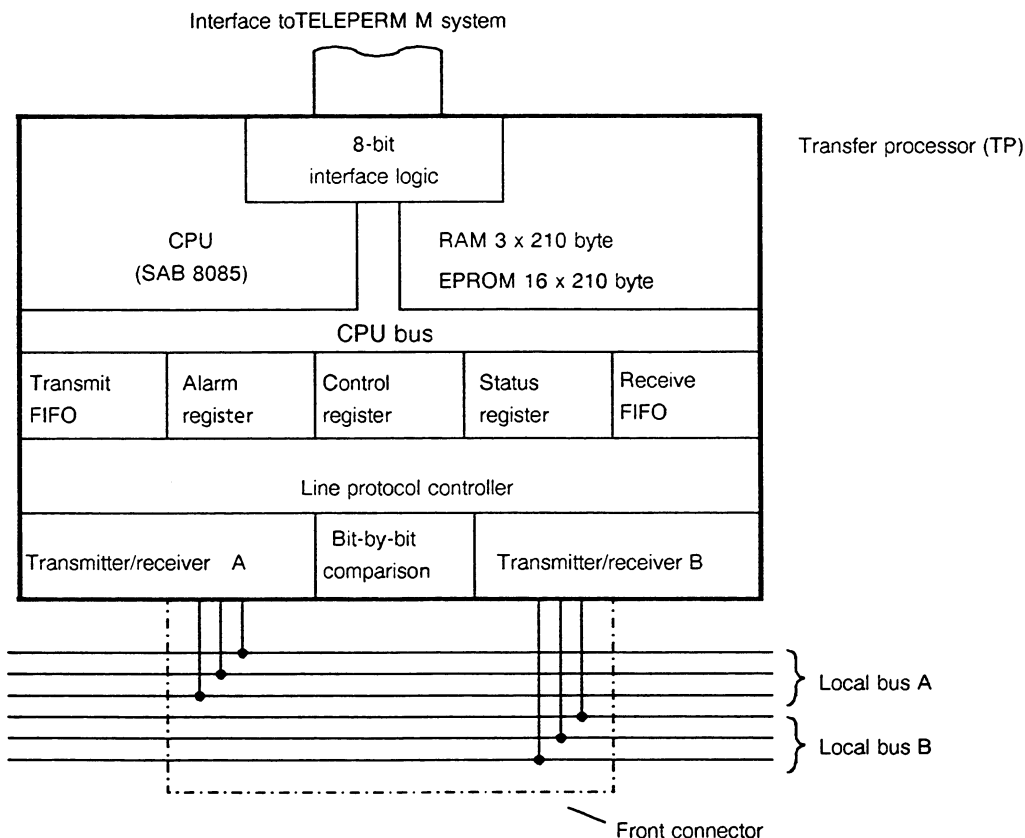 Interface toTELEPERM M system
8-bit
interface logic
Transfer processor (TP)
CPU
(SAB 8085)
RAM 3 x 210 byte
EPROM 16 x 210 byte
CPU bus
Transmit
FIFO
Alarm
register
Control
register
Status
register
Receive
FIFO
Line protocol controller
Transmitter/receiver A
Bit-by-bit
comparison
Transmitter/receiver B
Local bus A
Local bus B
Front connector